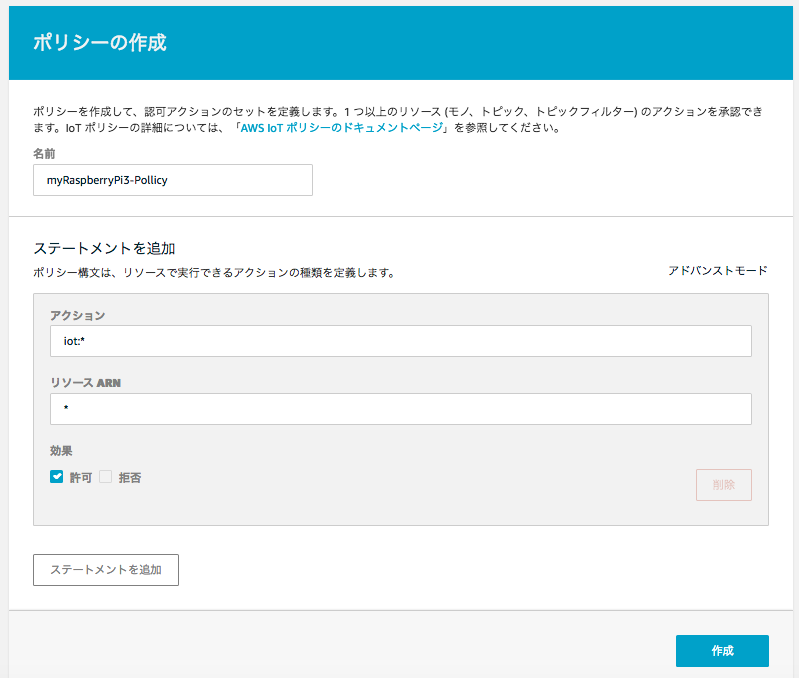 ポリシーの作成
ポリシーを作成して、認可アクションのセットを定義します。1 つ以上のリソース (モノ、トピック、トピックフィルター) のアクションを承認でき
ます。IoT ポリシーの詳細については、「AWS IoT ポリシーのドキュメントページ」を参照してください。
名前
myRaspberryPi3-Pollicy
ステートメントを追加
ポリシー構文は、リソースで実行できるアクションの種類を定義します。
アドバンストモード
アクション
iot:*
リソース ARN
*
効果
許可 拒否
削除
ステートメントを追加
作成